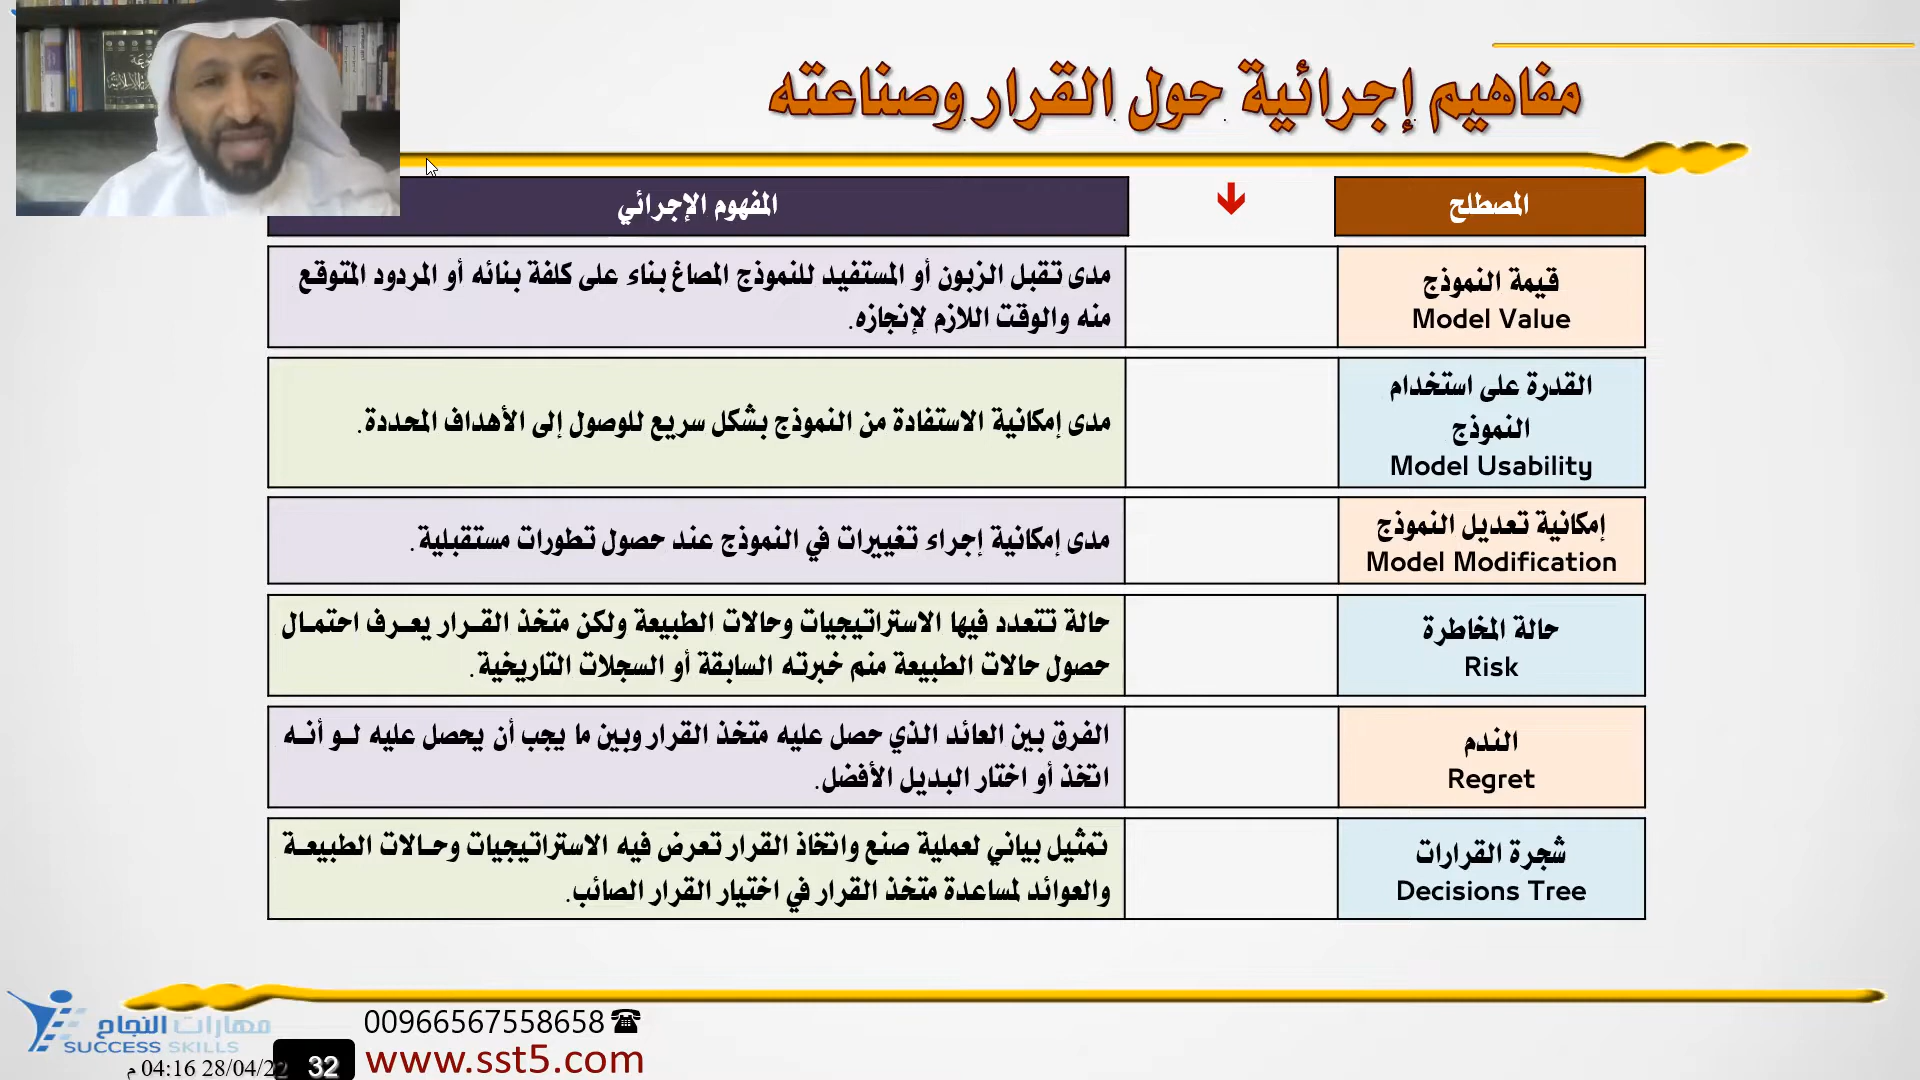 مفاهيم إجرائية حول القرار وصناعته
المصطلح
المفهوم الإجرائي
قيمة النموذج
Model Value
مدى تقبل الزبون أو المستفيد للنموذج المصاغ بناء على كلفة بنائه أو المردود المتوقع
منه والوقت اللازم لإنجازه.
القدرة على استخدام
النموذج
Model Usability
مدى إمكانية الاستفادة من النموذج بشكل سريع للوصول إلى الأهداف المحددة.
إمكانية تعديل النموذج
Model Modification
مدى إمكانية إجراء تغييرات في النموذج عند حصول تطورات مستقبلية.
حالة المخاطرة
Risk
حالة تتعدد فيها الاستراتيجيات وحالات الطبيعة ولكن متخذ القرار يعرف احتمال
حصول حالات الطبيعة منم خبرته السابقة أو السجلات التاريخية.
الندم
Regret
الفرق بين العائد الذي حصل عليه متخذ القرار وبين ما يجب أن يحصل عليه لو أنه
اتخذ أو اختار البديل الأفضل.
شجرة القرارات
Decisions Tree
تمثيل بياني لعملية صنع واتخاذ القرار تعرض فيه الاستراتيجيات وحالات الطبيعة
والعوائد لمساعدة متخذ القرار في اختيار القرار الصائب.
مهارات النجاح
SUCCESS SKILLS
00966567558658
www.sst5.com
32
28/04/22 04:16 م